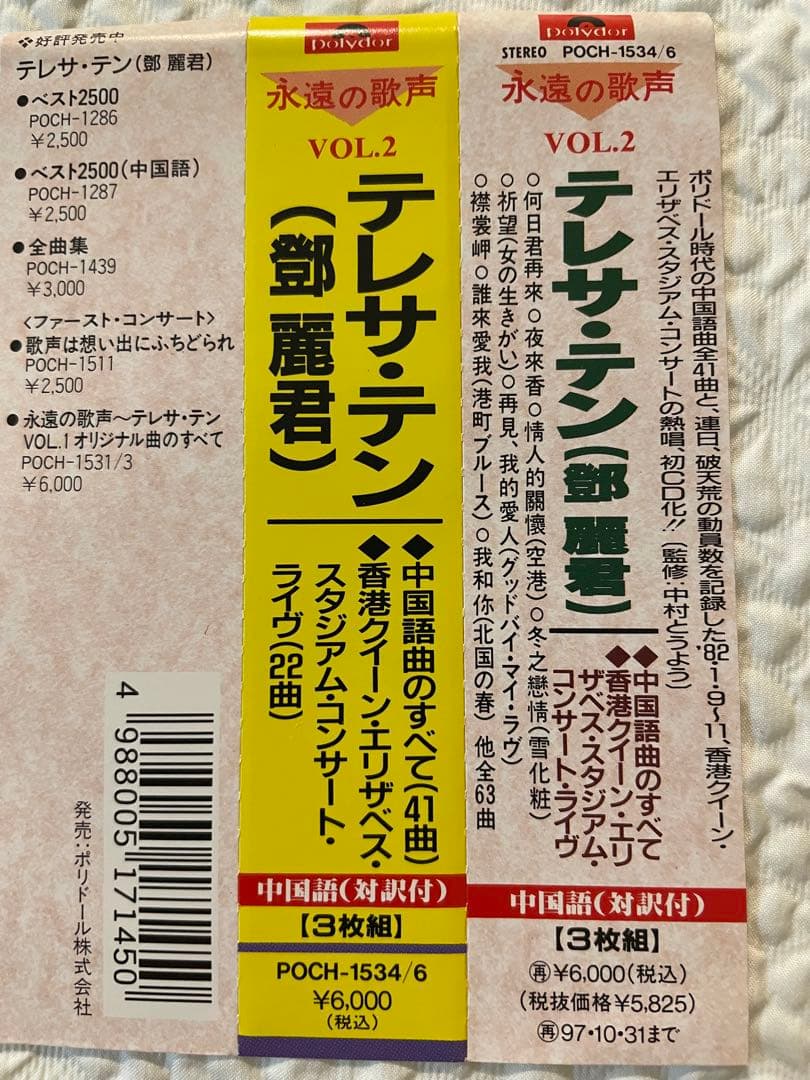 ❖好評発売中
テレサ・テン(鄧 麗君)
●ベスト2500
POCH-1286
¥2,500
●ベスト2500(中国語)
POCH-1287
¥2,500
●全曲集
POCH-1439
¥3,000
〈ファースト・コンサート〉
●歌声は想い出にふちどられ
POCH-1511
¥2,500
●永遠の歌声〜テレサ・テン
VOL.1オリジナル曲のすべて
POCH-1531/3
¥6,000
4 988005 171450
発売:ポリドール株式会社
polydor
永遠の歌声
VOL.2
テレサ・テン
(鄧 麗君)
◆中国語曲のすべて(41曲)
◆香港クイーン・エリザベス・
スタジアム・コンサート・
ライヴ(22曲)
中国語(対訳付)
【3枚組】
POCH-1534/6
¥6,000
(税込)
polydor
STEREO POCH-1534/6
永遠の歌声
VOL.2
ポリドール時代の中国語曲全41曲と、連日、破天荒の動員数を記録した'82・1・9〜11、香港クイーン・
エリザベス・スタジアム・コンサートの熱唱、初CD化!!(監修・中村とうよう)
テレサ・テン(鄧 麗君)
◆中国語曲のすべて
◆香港クイーン・エリ
ザベス・スタジアム・
コンサート・ライヴ
○何日君再來○夜來香○情人的關懷(空港)○冬之戀情(雪化粧)
○祈望(女の生きがい)○再見、我的愛人(グッドバイ・マイ・ラヴ)
○襟裳岬○誰來愛我(港町ブルース)○我和你(北国の春) 他全63曲
中国語(対訳付)
【3枚組】
再¥6,000(税込)
(税抜価格¥5,825)
再97・10・31まで